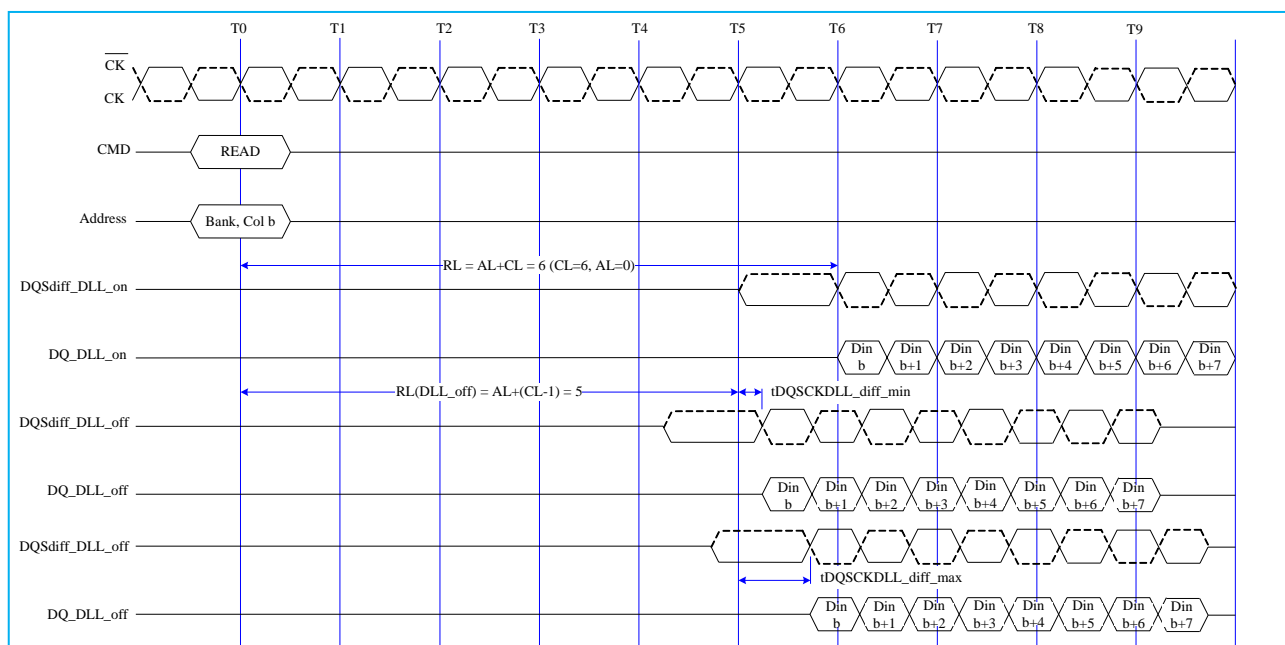 T0 T1 T2 T3 T4 T5 T6 T7 T8 T9
CK
CK
CMD READ
Address Bank, Col b
RL = AL+CL = 6 (CL=6, AL=0)
DQSdiff_DLL_on
DQ_DLL_on Din b Din b+1 Din b+2 Din b+3 Din b+4 Din b+5 Din b+6 Din b+7
RL(DLL_off) = AL+(CL-1) = 5 tDQSCKDLL_diff_min
DQSdiff_DLL_off
DQ_DLL_off Din b Din b+1 Din b+2 Din b+3 Din b+4 Din b+5 Din b+6 Din b+7
DQSdiff_DLL_off
tDQSCKDLL_diff_max
DQ_DLL_off Din b Din b+1 Din b+2 Din b+3 Din b+4 Din b+5 Din b+6 Din b+7